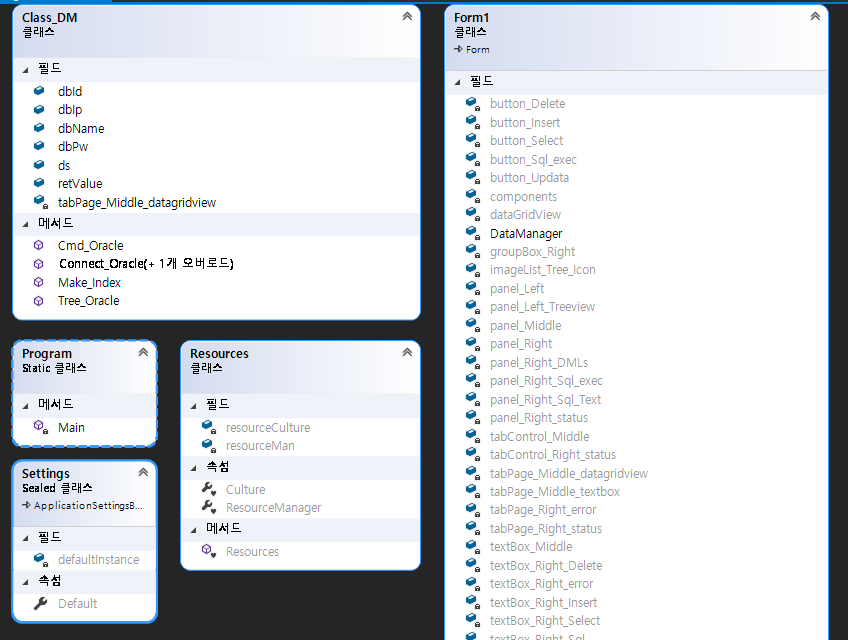 Class_DM
클래스
필드
dbId
dbIp
dbName
dbPw
ds
retValue
tabPage_Middle_datagridview
메서드
Cmd_Oracle
Connect_Oracle(+ 1개 오버로드)
Make_Index
Tree_Oracle
Program
Static 클래스
메서드
Main
Settings
Sealed 클래스
ApplicationSettingsB...
필드
defaultInstance
속성
Default
Resources
클래스
필드
resourceCulture
resourceMan
속성
Culture
ResourceManager
메서드
Resources
Form1
클래스
Form
필드
button_Delete
button_Insert
button_Select
button_Sql_exec
button_Updata
components
dataGridView
DataManager
groupBox_Right
imageList_Tree_Icon
panel_Left
panel_Left_Treeview
panel_Middle
panel_Right
panel_Right_DMLs
panel_Right_Sql_exec
panel_Right_Sql_Text
panel_Right_status
tabControl_Middle
tabControl_Right_status
tabPage_Middle_datagridview
tabPage_Middle_textbox
tabPage_Right_error
tabPage_Right_status
textBox_Middle
textBox_Right_Delete
textBox_Right_error
textBox_Right_Insert
textBox_Right_Select
textBox_Right_Sql